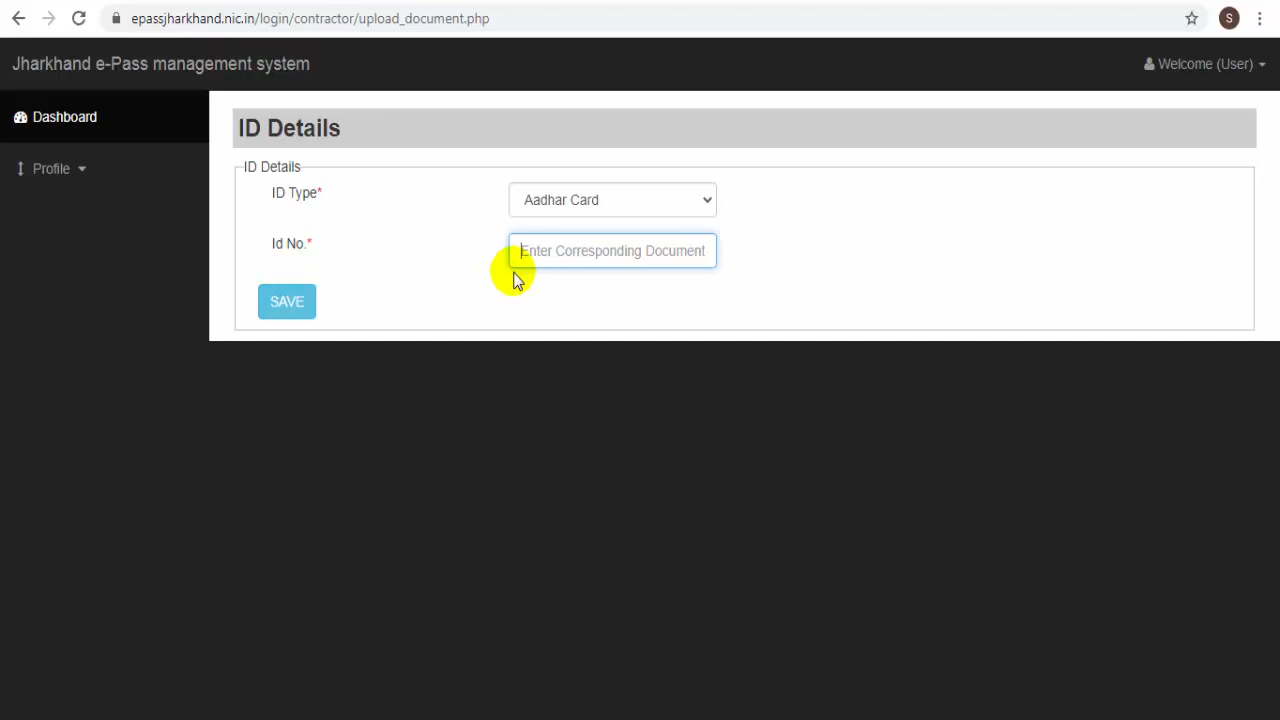 epassjharkhand.nic.in/login/contractor/upload_document.php
S
Jharkhand e-Pass management system
Welcome (User)
Dashboard
Profile
ID Details
ID Details
ID Type*
Aadhar Card
Id No.*
Enter Corresponding Document
SAVE